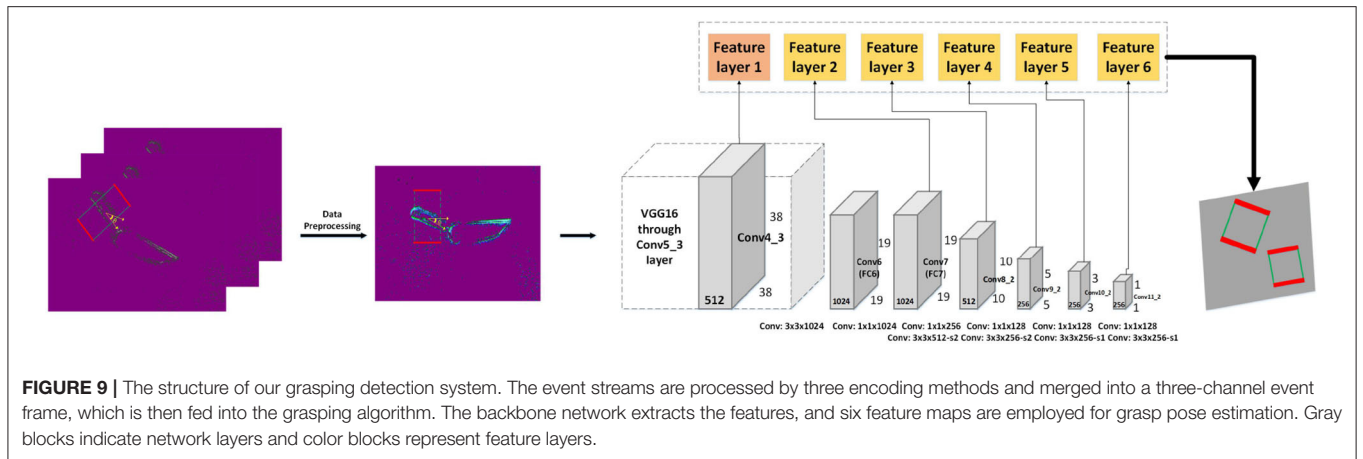 Feature layer 1
Feature layer 2
Feature layer 3
Feature layer 4
Feature layer 5
Feature layer 6
Data
Preprocessing
VGG16
through
Conv5_3
layer
Conv4_3
38
38
512
Conv6
(FC6)
19
19
1024
Conv7
(FC7)
19
19
1024
Conv8_2
10
10
512
Conv9_2
5
5
256
Conv10_2
3
3
256
Conv11_2
1
1
256
Conv: 3x3x1024 Conv: 1x1x1024 Conv: 1x1x256 Conv: 1x1x128 Conv: 1x1x128 Conv: 1x1x128
Conv: 3x3x512-s2 Conv: 3x3x256-s2 Conv: 3x3x256-s1 Conv: 3x3x256-s1
FIGURE 9 | The structure of our grasping detection system. The event streams are processed by three encoding methods and merged into a three-channel event
frame, which is then fed into the grasping algorithm. The backbone network extracts the features, and six feature maps are employed for grasp pose estimation. Gray
blocks indicate network layers and color blocks represent feature layers.